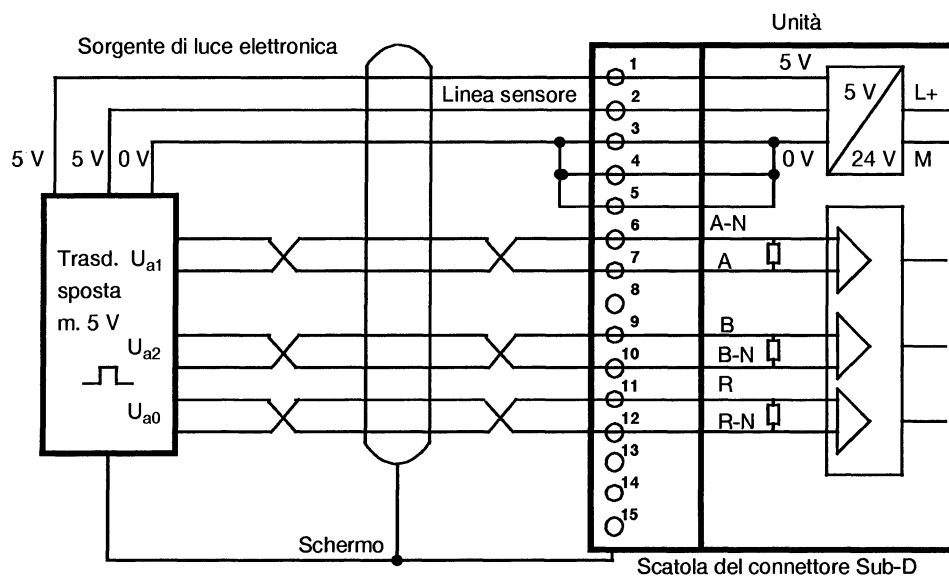 Unità
Sorgente di luce elettronica
1
5 V
2
Linea sensore
5 V
L+
3
5 V
5 V
0 V
4
0 V
24 V
M
5
6
A-N
Trasd.
Ua1
sposta
m. 5 V
7
A
8
9
B
Ua2
10
B-N
11
R
Ua0
12
R-N
13
14
15
Schermo
Scatola del connettore Sub-D